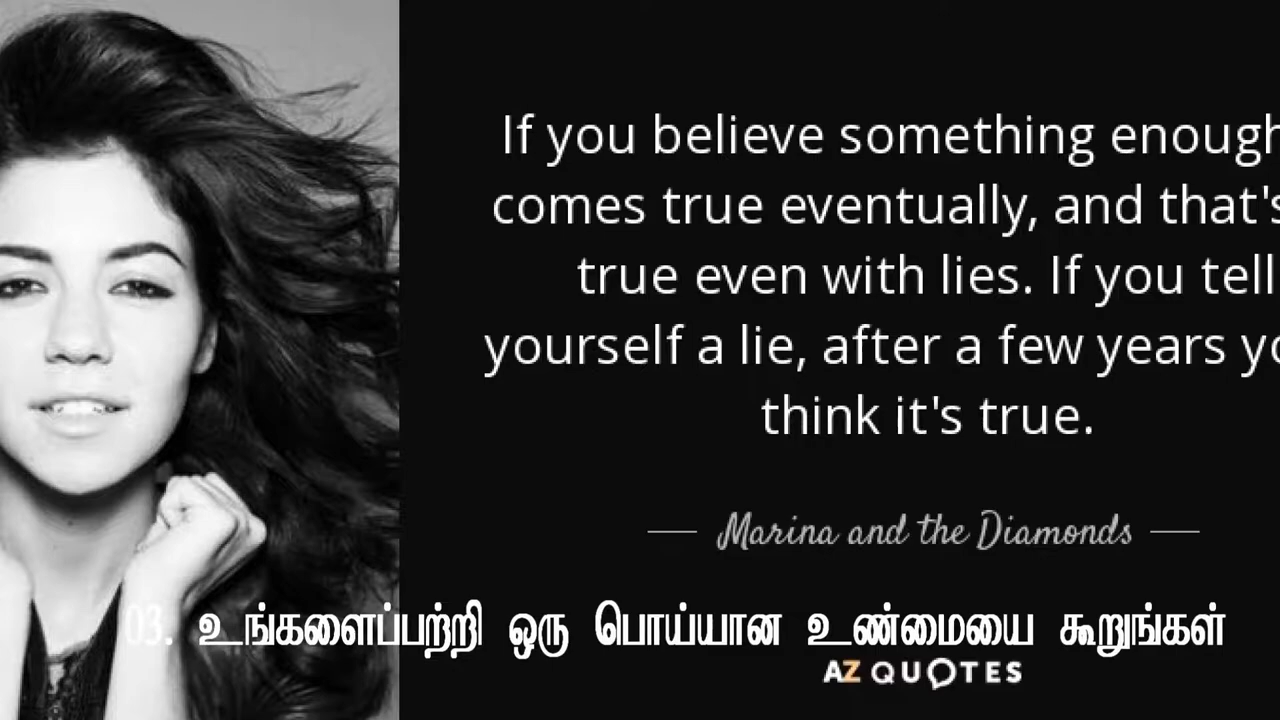 If you believe something enough
comes true eventually, and that's
true even with lies. If you tell
yourself a lie, after a few years yo
think it's true.
Marina and the Diamonds
03. உங்களைப்பற்றி ஒரு பொய்யான உண்மையை கூறுங்கள்
AZ QUOTES